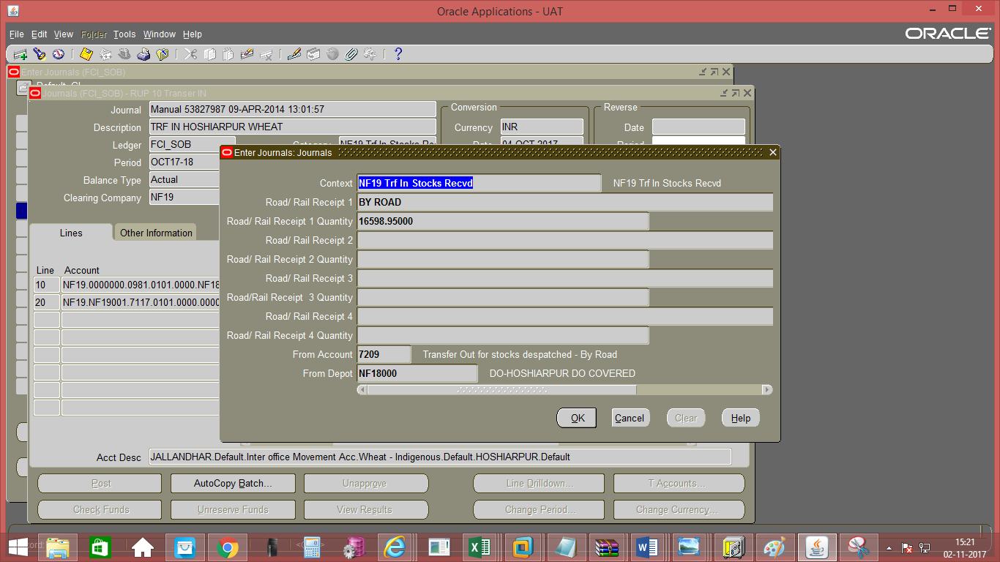 Oracle Applications - UAT
File Edit View Folder Tools Window Help
ORACLE
Enter Journals (FCI_SOB)
Journals (FCI_SOB) - RUP 10 Transer IN
Journal Manual 53827987 09-APR-2014 13:01:57
Description TRF IN HOSHIARPUR WHEAT
Ledger FCI_SOB
Period OCT17-18
Balance Type Actual
Clearing Company NF19
Conversion
Currency INR
Reverse
Date
Enter Journals: Journals
Context NF19 Trf In Stocks Recvd NF19 Trf In Stocks Recvd
Road/ Rail Receipt 1 BY ROAD
Road/ Rail Receipt 1 Quantity 16598.95000
Road/ Rail Receipt 2
Road/ Rail Receipt 2 Quantity
Road/ Rail Receipt 3
Road/Rail Receipt 3 Quantity
Road/ Rail Receipt 4
Road/ Rail Receipt 4 Quantity
From Account 7209 Transfer Out for stocks despatched - By Road
From Depot NF18000 DO-HOSHIARPUR DO COVERED
OK Cancel Clear Help
Lines Other Information
Line Account
10 NF19.0000000.0981.0101.0000.NF18
20 NF19.NF19001.7117.0101.0000.0000
Acct Desc JALLANDHAR.Default.Inter office Movement Acc.Wheat - Indigenous.Default.HOSHIARPUR.Default
Post AutoCopy Batch... Unapprove Line Drilldown... T Accounts...
Check Funds Unreserve Funds View Results Change Period... Change Currency...
15:21
02-11-2017